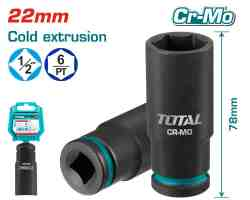 22mm
Cr-Mo
Cold extrusion
1/2"
6
PT
TOTAL
CR-MO
78mm